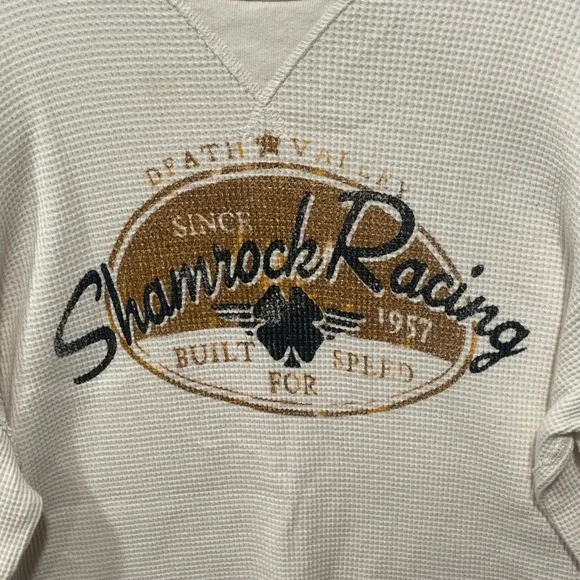 DEATH VALLEY
SINCE
Shamrock Racing
1957
BUILT FOR SPEED